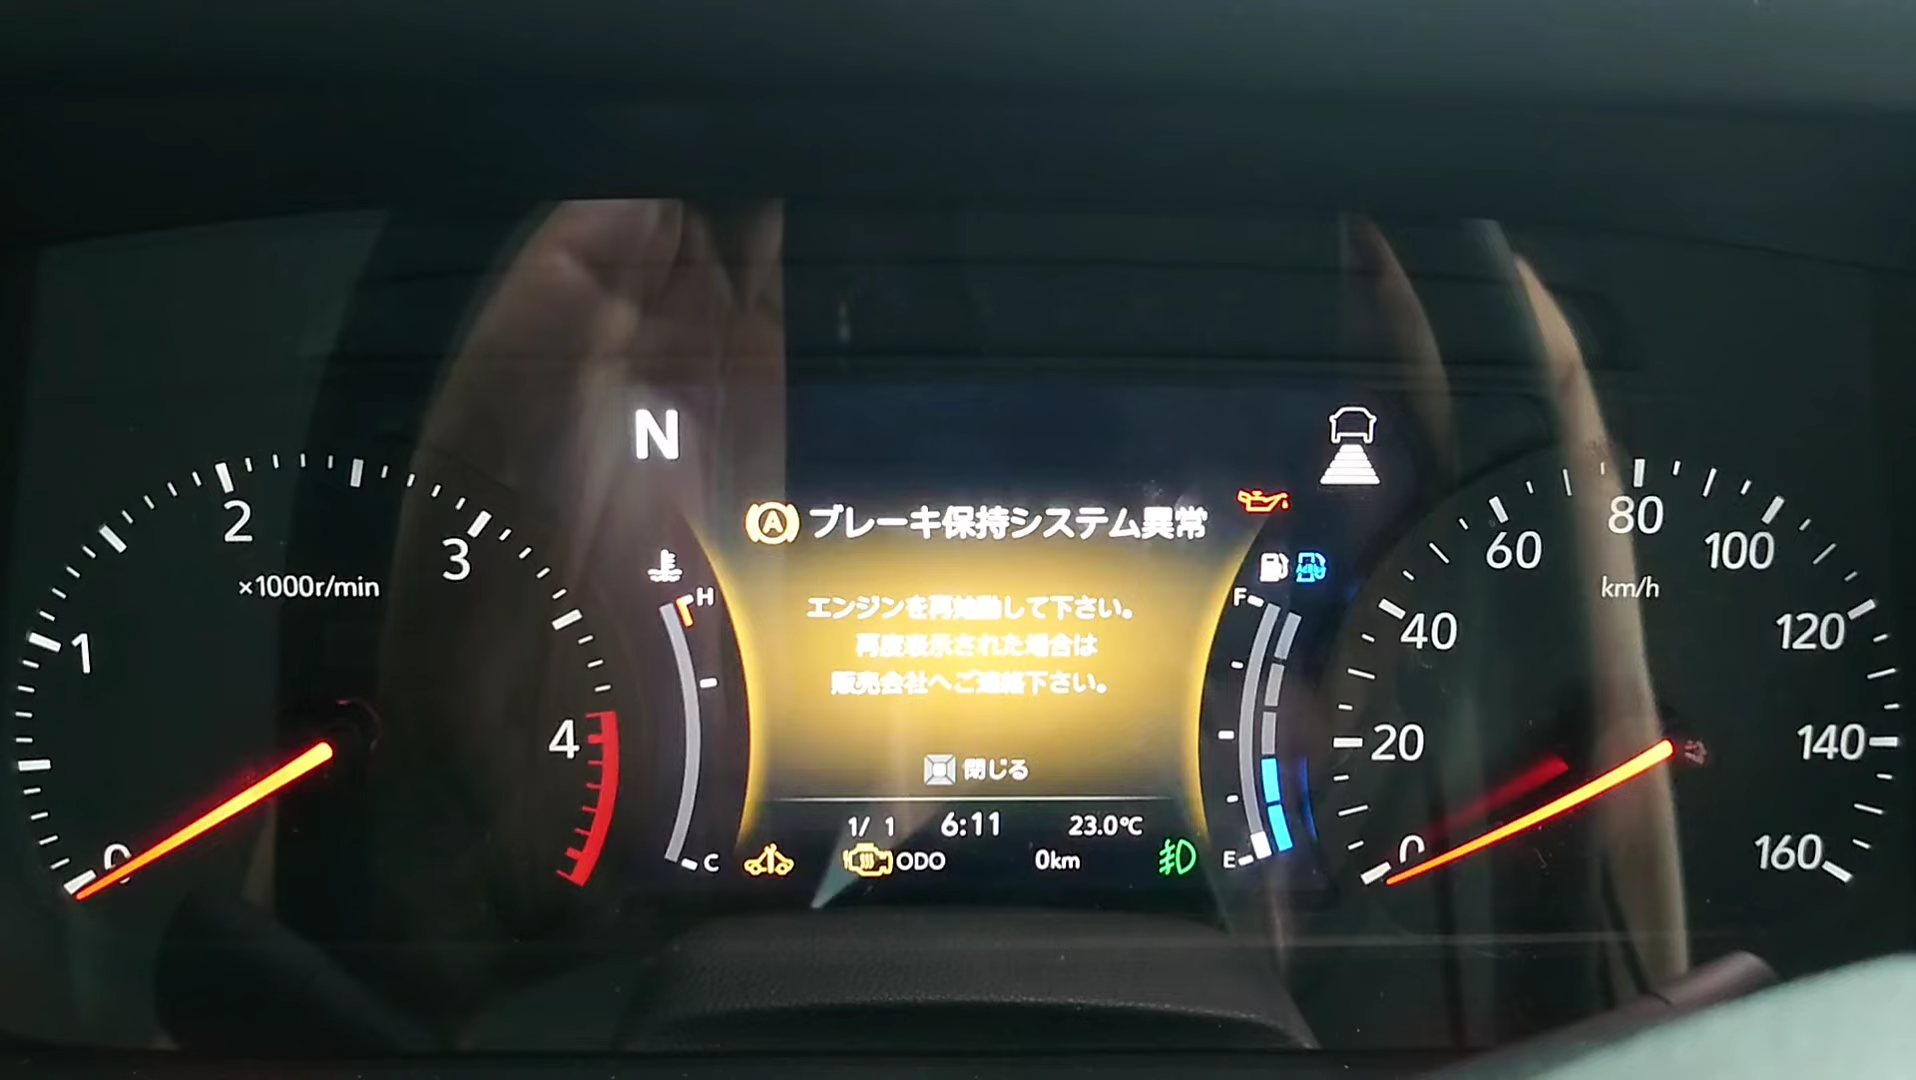 N
ブレーキ保持システム異常
エンジンを再始動して下さい。
再度表示された場合は
販売会社へご連絡下さい。
閉じる
1/ 1 6:11 23.0℃
ODO 0km
0
1
2
3
4
×1000r/min
H
C
F
E
0
20
40
60
80
100
120
140
160
km/h